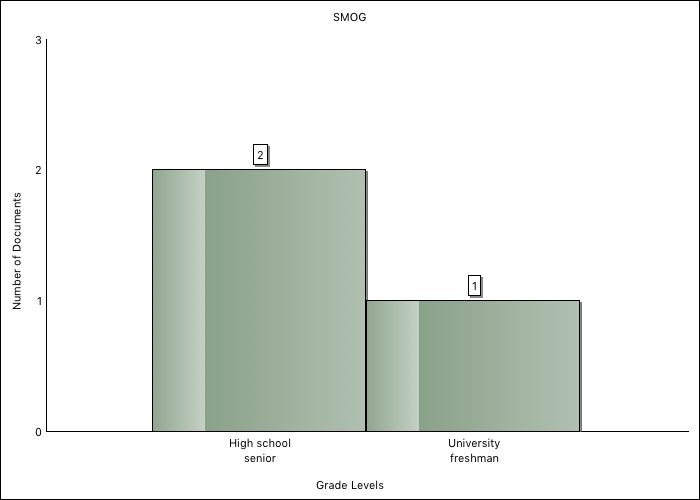 SMOG
3
2
1
0
Number of Documents
2
1
High school
senior
University
freshman
Grade Levels